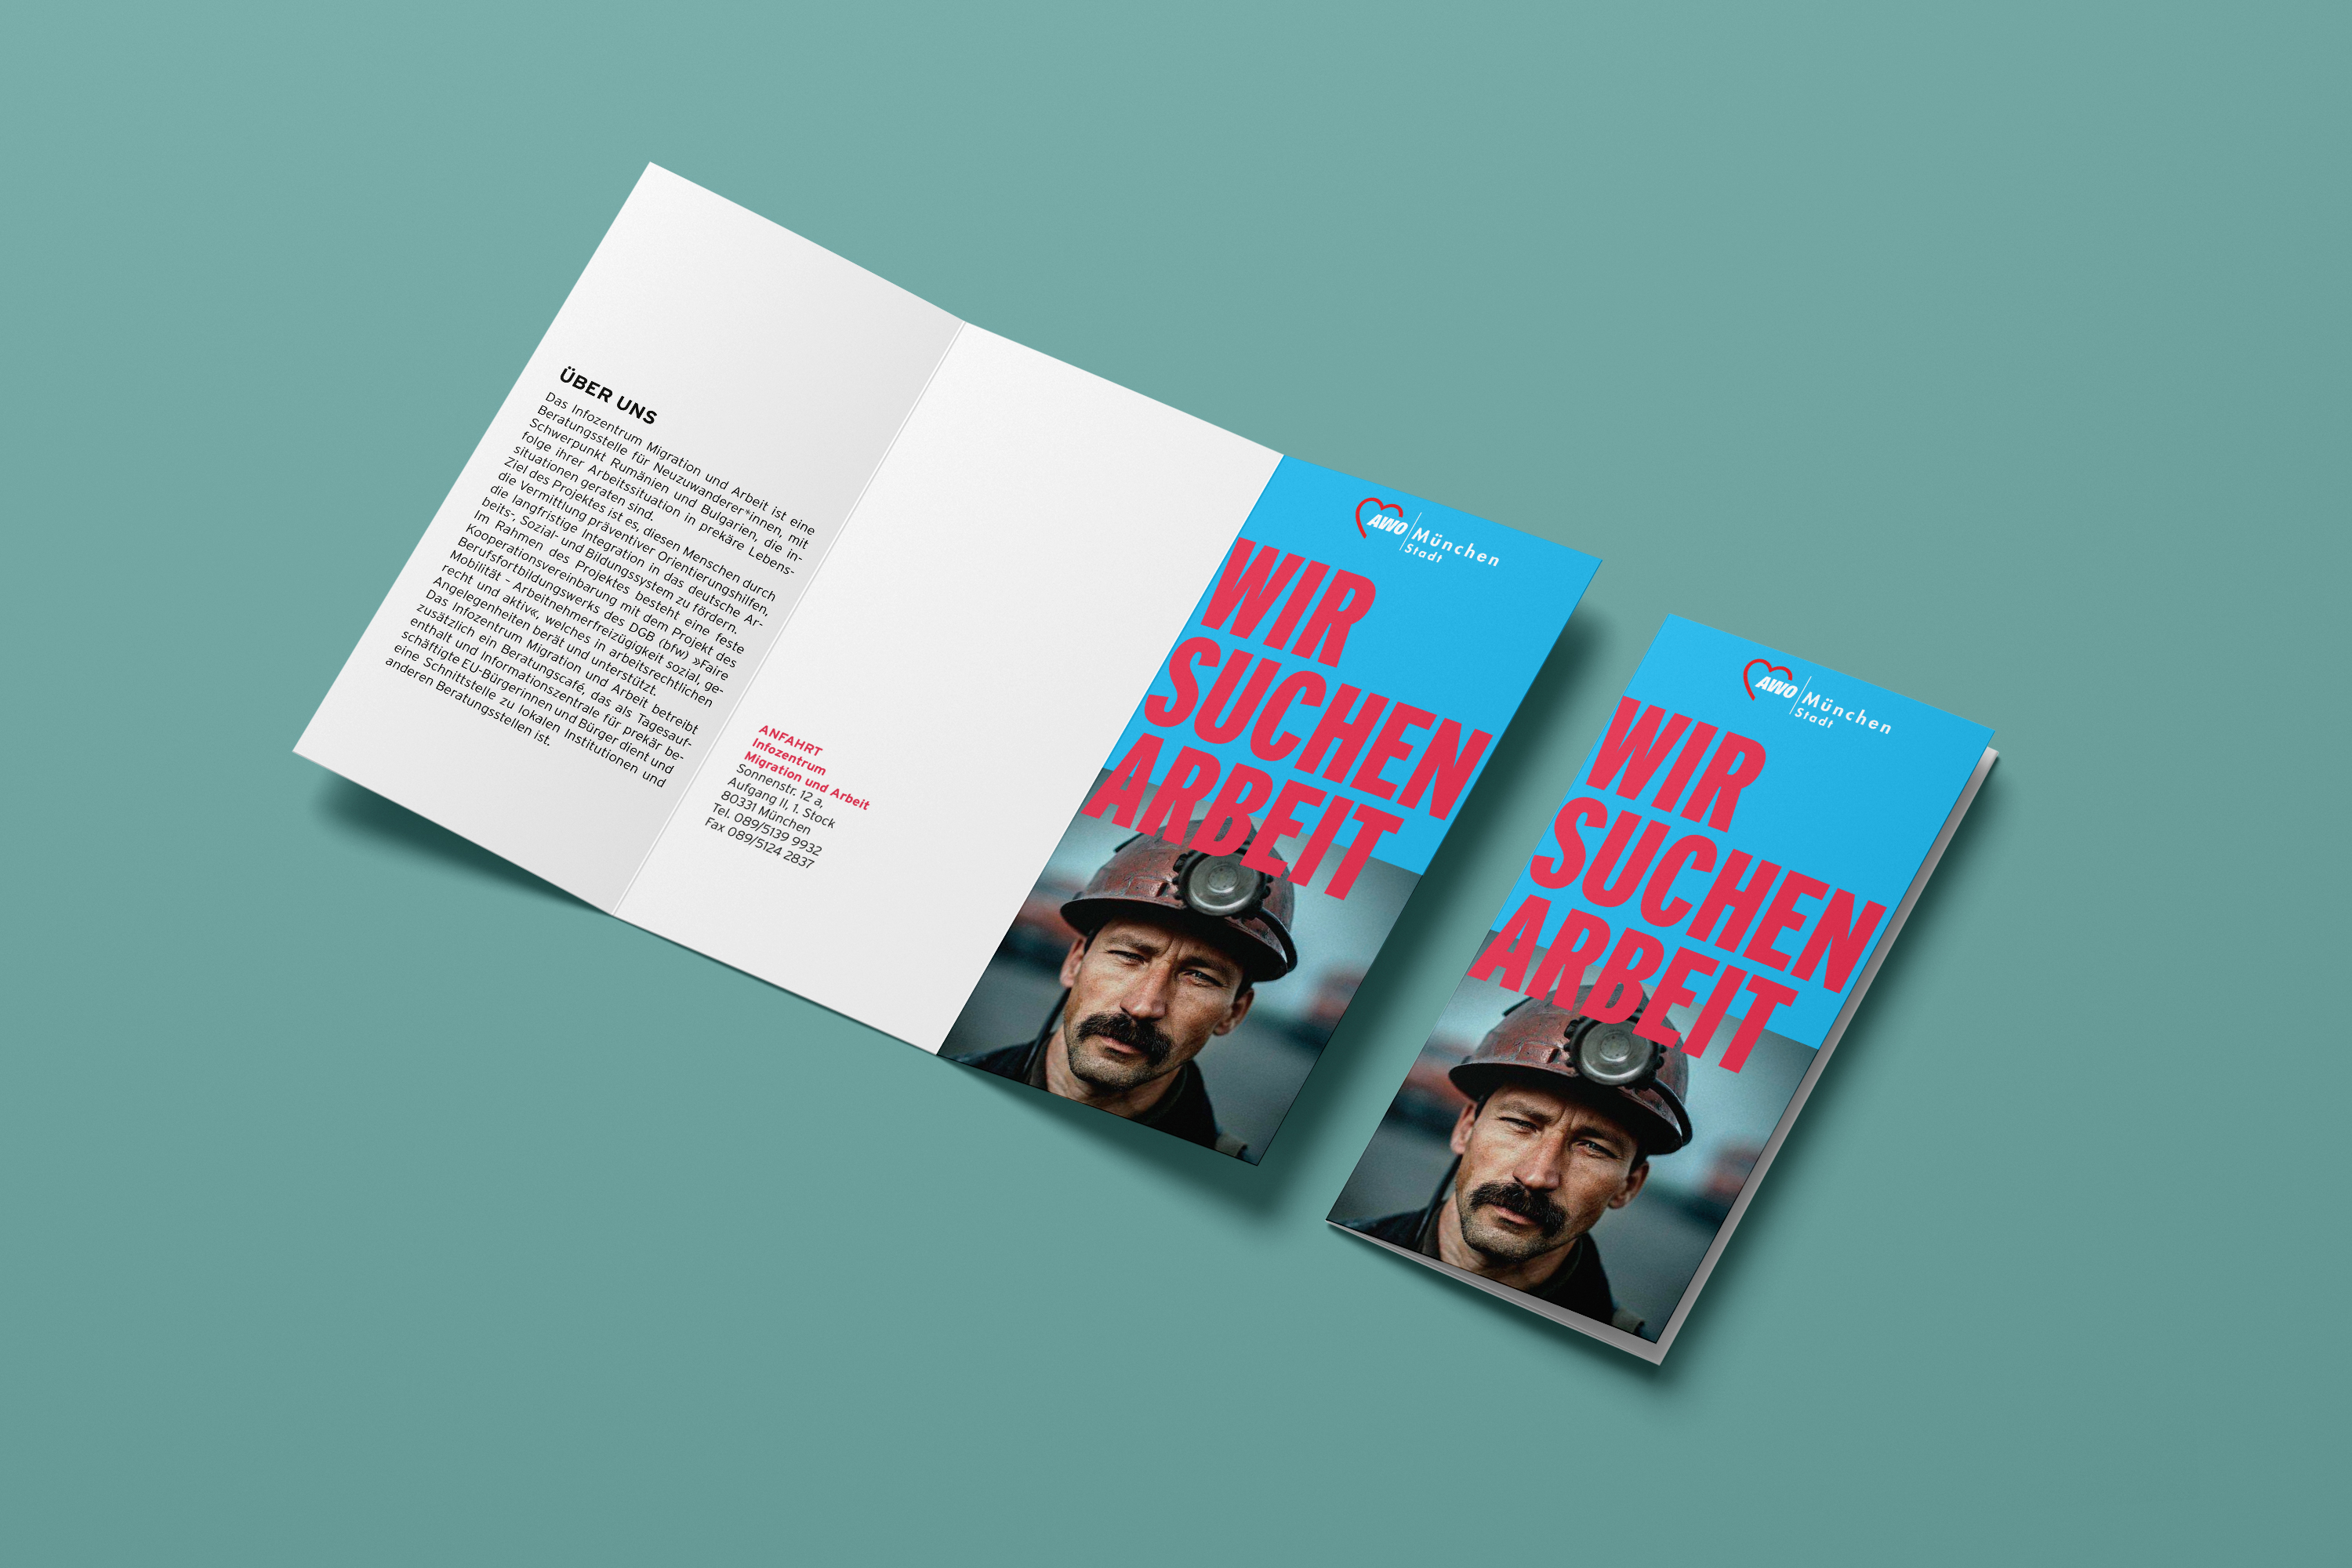 ÜBER UNS
Das Infozentrum Migration und Arbeit ist eine
Beratungsstelle für Neuzuwanderer*innen, mit
Schwerpunkt Rumänien und Bulgarien, die in-
folge ihrer Arbeitssituation in prekäre Lebens-
situationen geraten sind.
Ziel des Projektes ist es, diesen Menschen durch
die Vermittlung präventiver Orientierungshilfen,
die langfristige Integration in das deutsche Ar-
beits-, Sozial- und Bildungssystem zu fördern.
Im Rahmen des Projektes besteht eine feste
Kooperationsvereinbarung mit dem Projekt des
Berufsfortbildungswerks des DGB (bfw) »Faire
Mobilität - Arbeitnehmerfreizügigkeit sozial, ge-
recht und aktiv«, welches in arbeitsrechtlichen
Angelegenheiten berät und unterstützt.
Das Infozentrum Migration und Arbeit betreibt
zusätzlich ein Beratungscafé, das als Tagesauf-
enthalt und Informationszentrale für prekär be-
schäftigte EU-Bürgerinnen und Bürger dient und
eine Schnittstelle zu lokalen Institutionen und
anderen Beratungsstellen ist.
ANFAHRT
Infozentrum
Migration und Arbeit
Sonnenstr. 12 a,
Aufgang II, 1. Stock
80331 München
Tel. 089/5139 9932
Fax 089/5124 2837
AWO München
Stadt
WIR
SUCHEN
ARBEIT
AWO München
Stadt
WIR
SUCHEN
ARBEIT